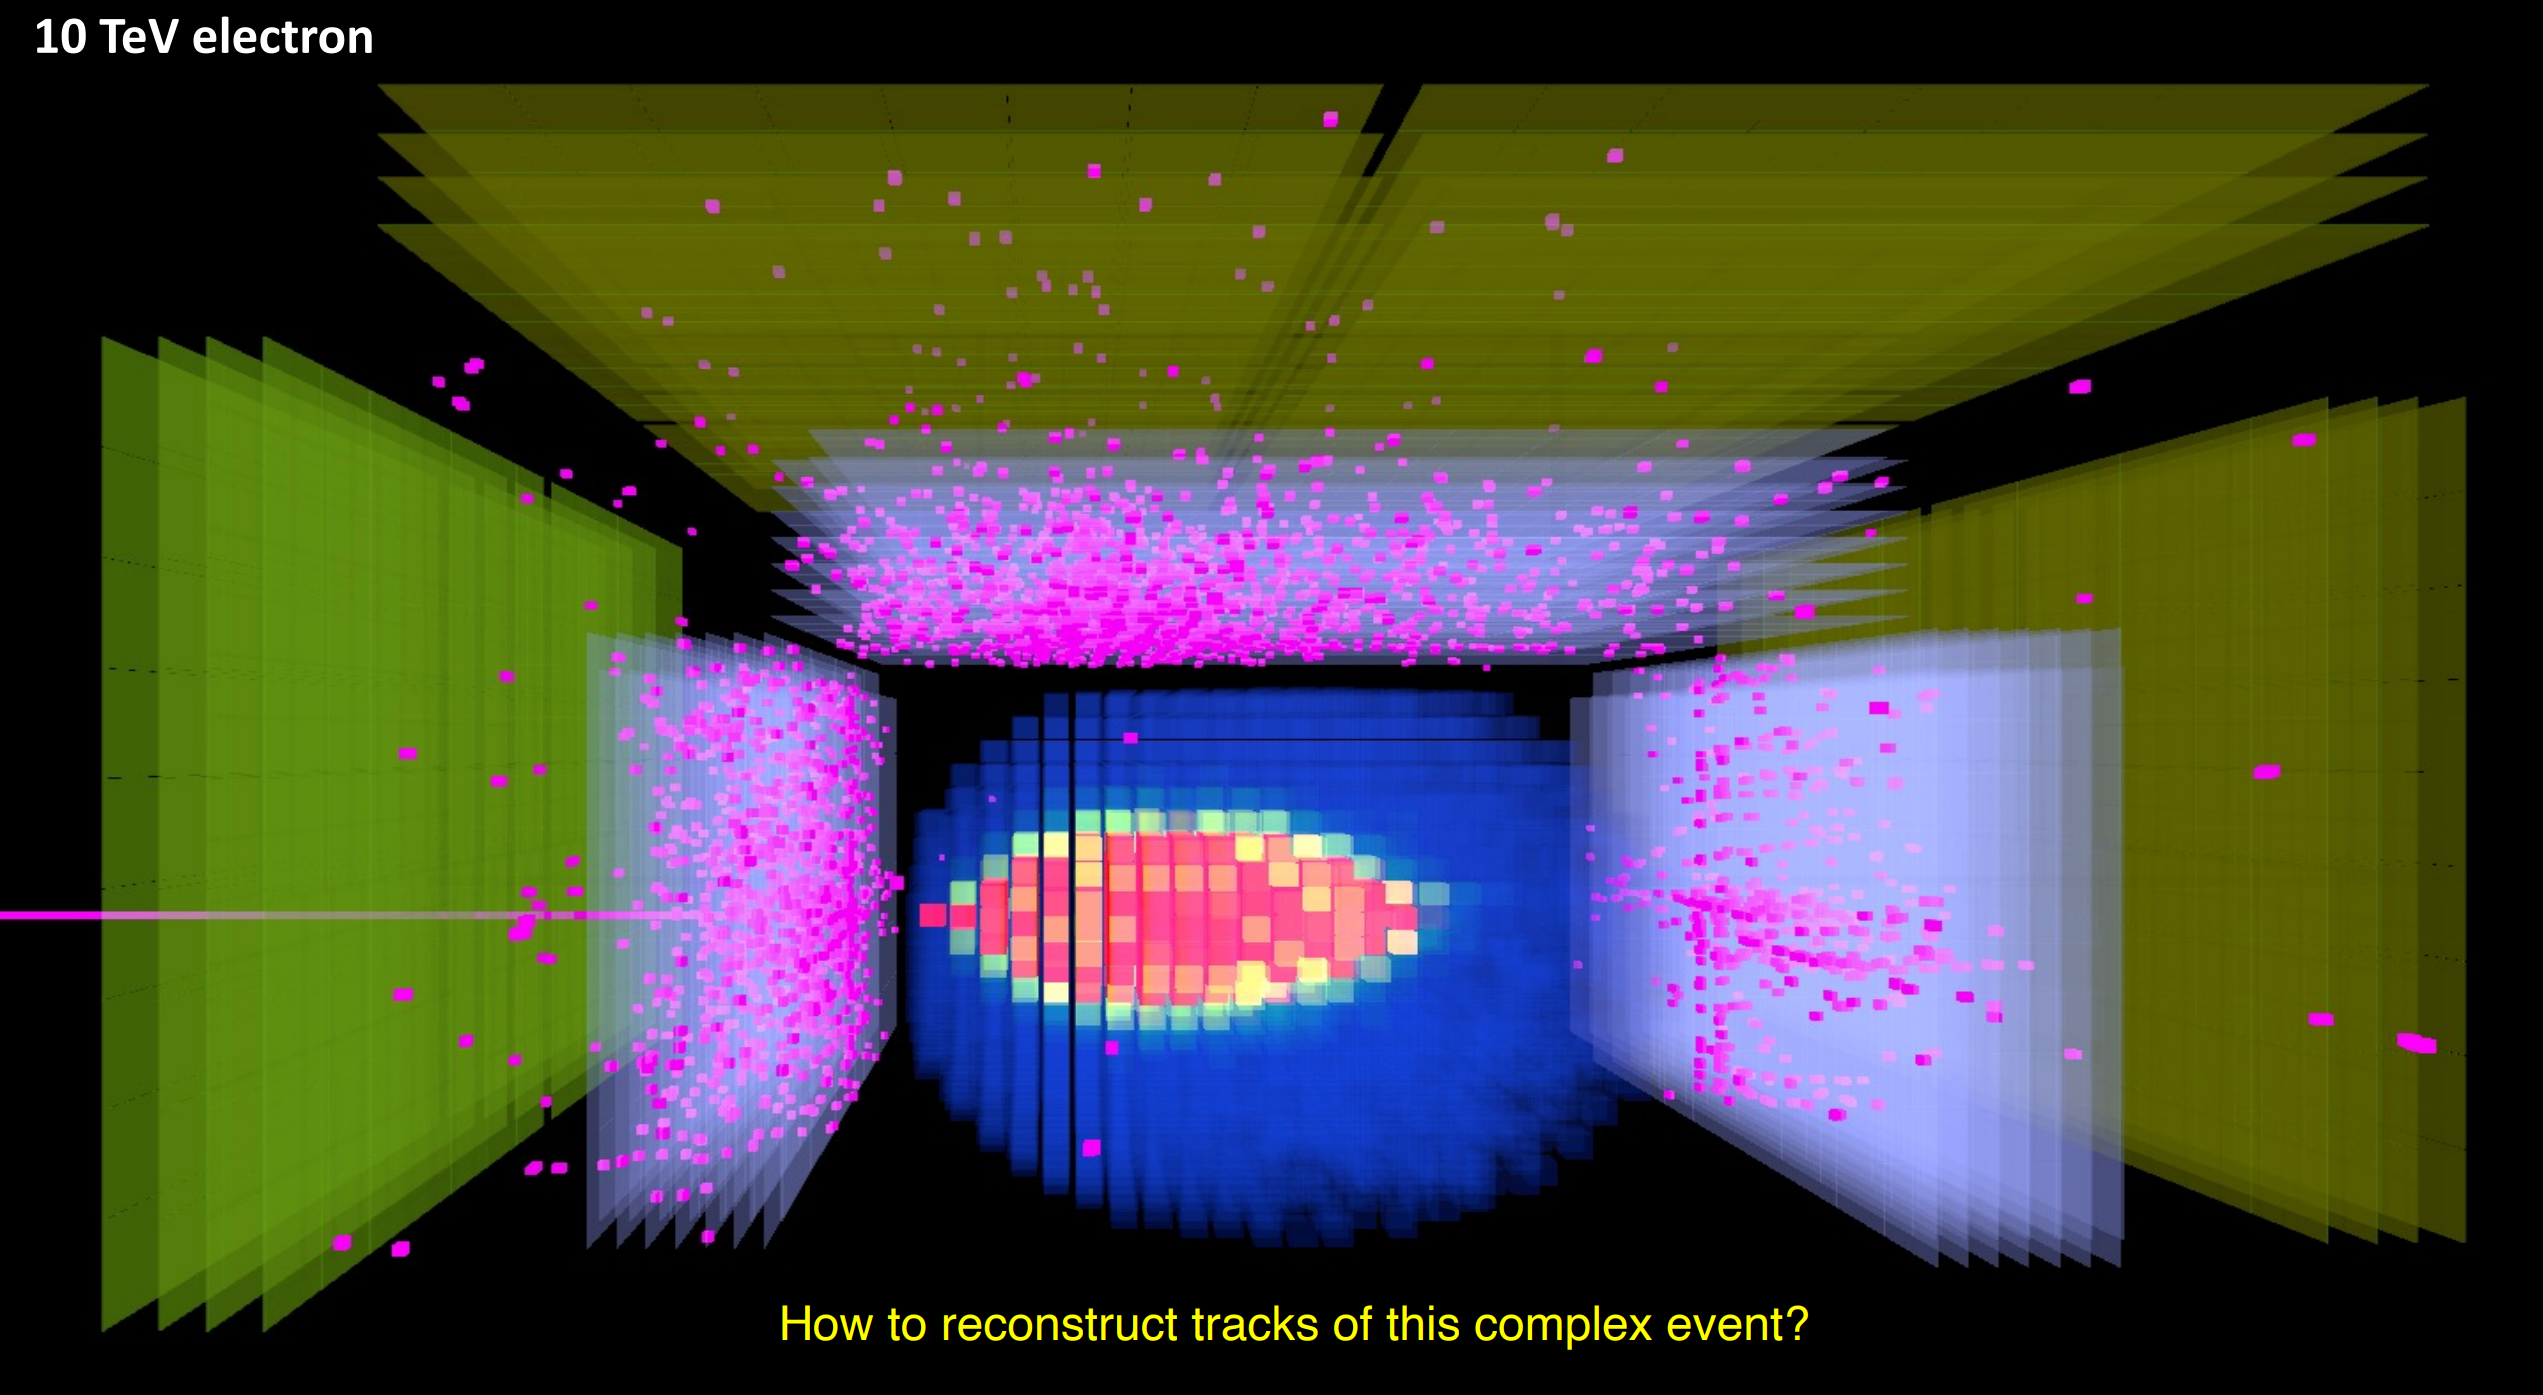 10 TeV electron
How to reconstruct tracks of this complex event?